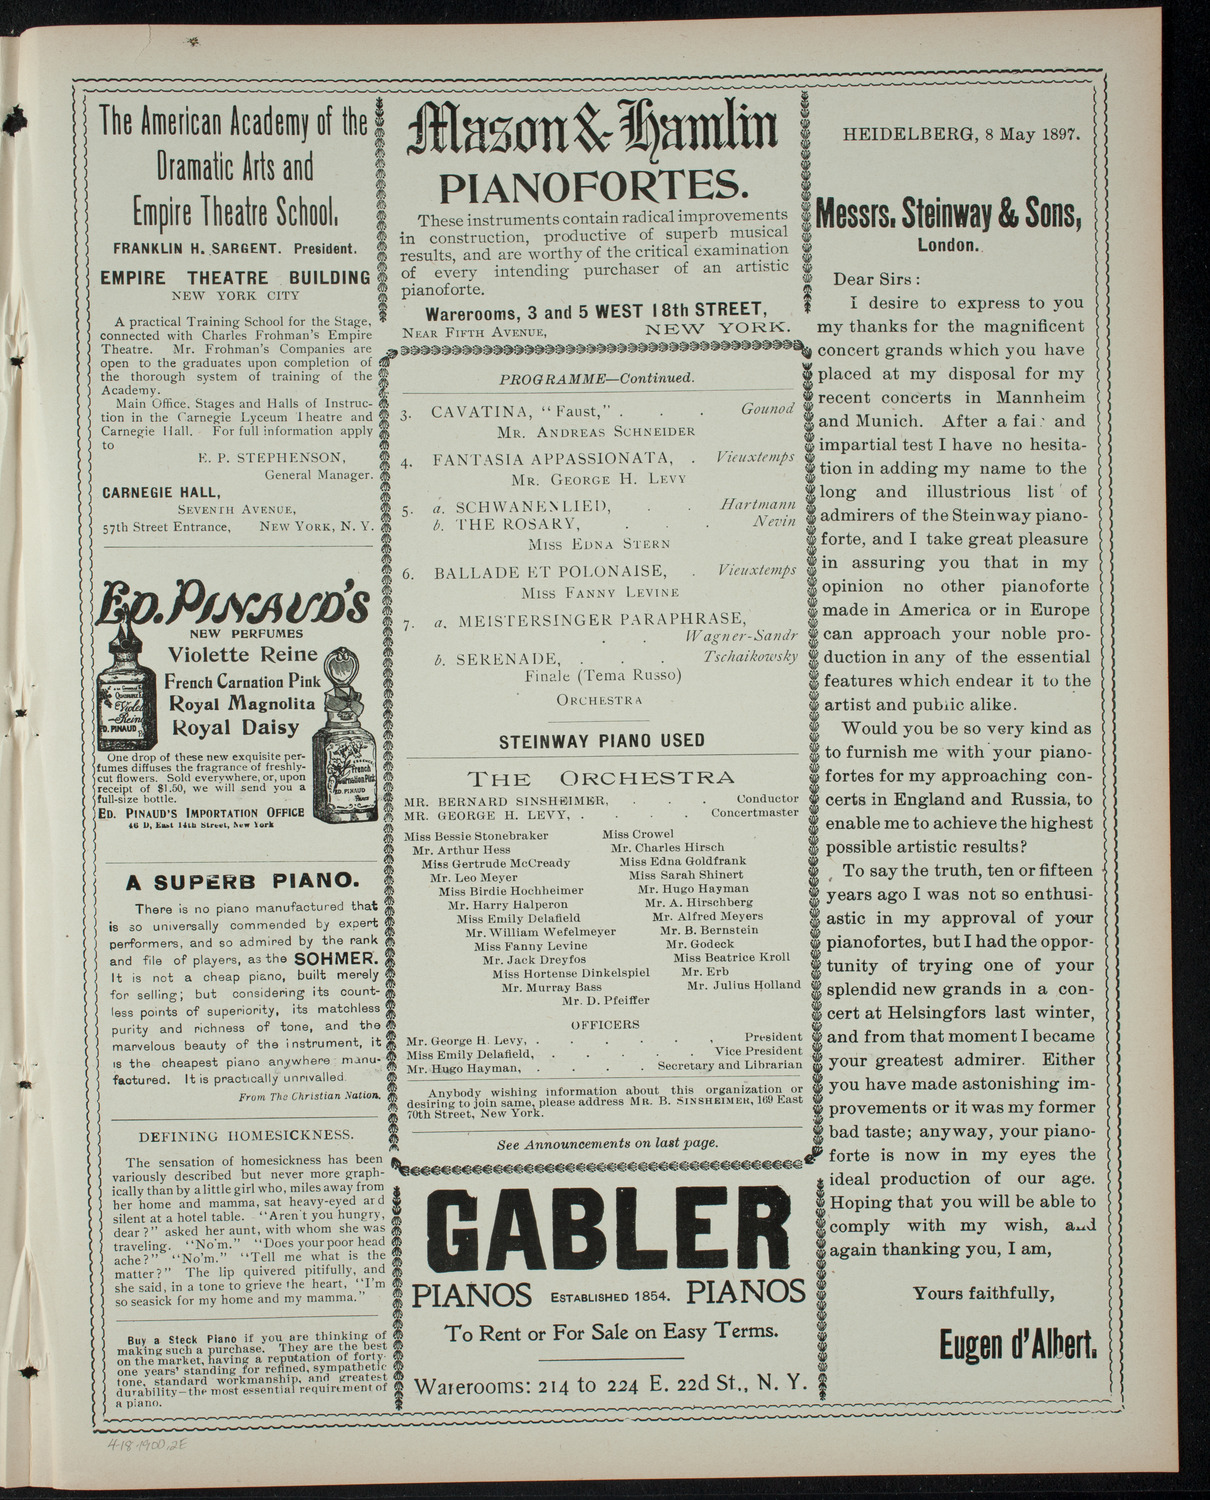 The American Academy of the
Dramatic Arts and
Empire Theatre School.
FRANKLIN H. SARGENT. President.
EMPIRE THEATRE BUILDING
NEW YORK CITY
A practical Training School for the Stage,
connected with Charles Frohman's Empire
Theatre. Mr. Frohman's Companies are
open to the graduates upon completion of
the thorough system of training of the
Academy.
Main Office, Stages and Halls of Instruc-
tion in the Carnegie Lyceum Theatre and
Carnegie Hall. For full information apply
to
E. P. STEPHENSON,
General Manager.
CARNEGIE HALL,
SEVENTH AVENUE,
57th Street Entrance, NEW YORK, N. Y.
ED. PINAUD'S
NEW PERFUMES
Violette Reine
French Carnation Pink
Royal Magnolita
Royal Daisy
One drop of these new exquisite per-
fumes diffuses the fragrance of freshly-
cut flowers. Sold everywhere, or, upon
receipt of $1.50, we will send you a
full-size bottle.
ED. PINAUD'S IMPORTATION OFFICE
46 D, East 14th Street, New York
A SUPERB PIANO.
There is no piano manufactured that
is so universally commended by expert
performers, and so admired by the rank
and file of players, as the SOHMER.
It is not a cheap piano, built merely
for selling; but considering its count-
less points of superiority, its matchless
purity and richness of tone, and the
marvelous beauty of the instrument, it
is the cheapest piano anywhere manu-
factured. It is practically unrivalled.
From The Christian Nation.
DEFINING HOMESICKNESS.
The sensation of homesickness has been
variously described but never more graph-
ically than by a little girl who, miles away from
her home and mamma, sat heavy-eyed and
silent at a hotel table. "Aren't you hungry,
dear?" asked her aunt, with whom she was
traveling. "No'm." "Does your poor head
ache?" "No'm." "Tell me what is the
matter?" The lip quivered pitifully, and
she said, in a tone to grieve the heart, "I'm
so seasick for my home and my mamma."
Buy a Steck Piano if you are thinking of
making such a purchase. They are the best
on the market, having a reputation of forty-
one years' standing for refined, sympathetic
tone, standard workmanship, and greatest
durability—the most essential requirement of
a piano.
Mason & Hamlin
PIANOFORTES.
These instruments contain radical improvements
in construction, productive of superb musical
results, and are worthy of the critical examination
of every intending purchaser of an artistic
pianoforte.
Warerooms, 3 and 5 WEST 18th STREET,
NEAR FIFTH AVENUE, NEW YORK.
PROGRAMME—Continued.
3. CAVATINA, "Faust," . . . Gounod
MR. ANDREAS SCHNEIDER
4. FANTASIA APPASSIONATA, . Vieuxtemps
MR. GEORGE H. LEVY
5. a. SCHWANENLIED, . . Hartmann
b. THE ROSARY, . . . Nevin
MISS EDNA STERN
6. BALLADE ET POLONAISE, . Vieuxtemps
MISS FANNY LEVINE
7. a. MEISTERSINGER PARAPHRASE,
. . Wagner-Sandr
b. SERENADE, . . . Tschaikowsky
Finale (Tema Russo)
ORCHESTRA
STEINWAY PIANO USED
THE ORCHESTRA
MR. BERNARD SINSHEIMER, . . . Conductor
MR. GEORGE H. LEVY, . . . . Concertmaster
Miss Bessie Stonebraker Miss Crowel
Mr. Arthur Hess Mr. Charles Hirsch
Miss Gertrude McCready Miss Edna Goldfrank
Mr. Leo Meyer Miss Sarah Shinert
Miss Birdie Hochheimer Mr. Hugo Hayman
Mr. Harry Halperon Mr. A. Hirschberg
Miss Emily Delafield Mr. Alfred Meyers
Mr. William Wefelmeyer Mr. B. Bernstein
Miss Fanny Levine Mr. Godeck
Mr. Jack Dreyfos Miss Beatrice Kroll
Miss Hortense Dinkelspiel Mr. Erb
Mr. Murray Bass Mr. Julius Holland
Mr. D. Pfeiffer
OFFICERS
Mr. George H. Levy, . . . . . . President
Miss Emily Delafield, . . . . . Vice President
Mr. Hugo Hayman, . . . . Secretary and Librarian
Anybody wishing information about this organization or
desiring to join same, please address MR. B. SINSHEIMER, 169 East
70th Street, New York.
See Announcements on last page.
GABLER
PIANOS ESTABLISHED 1854. PIANOS
To Rent or For Sale on Easy Terms.
Warerooms: 214 to 224 E. 22d St., N. Y.
HEIDELBERG, 8 May 1897.
Messrs. Steinway & Sons,
London.
Dear Sirs:
I desire to express to you
my thanks for the magnificent
concert grands which you have
placed at my disposal for my
recent concerts in Mannheim
and Munich. After a fair and
impartial test I have no hesita-
tion in adding my name to the
long and illustrious list of
admirers of the Steinway piano-
forte, and I take great pleasure
in assuring you that in my
opinion no other pianoforte
made in America or in Europe
can approach your noble pro-
duction in any of the essential
features which endear it to the
artist and public alike.
Would you be so very kind as
to furnish me with your piano-
fortes for my approaching con-
certs in England and Russia, to
enable me to achieve the highest
possible artistic results?
To say the truth, ten or fifteen
years ago I was not so enthusi-
astic in my approval of your
pianofortes, but I had the oppor-
tunity of trying one of your
splendid new grands in a con-
cert at Helsingfors last winter,
and from that moment I became
your greatest admirer. Either
you have made astonishing im-
provements or it was my former
bad taste; anyway, your piano-
forte is now in my eyes the
ideal production of our age.
Hoping that you will be able to
comply with my wish, and
again thanking you, I am,
Yours faithfully,
Eugen d'Albert.
4-18-1900,2E